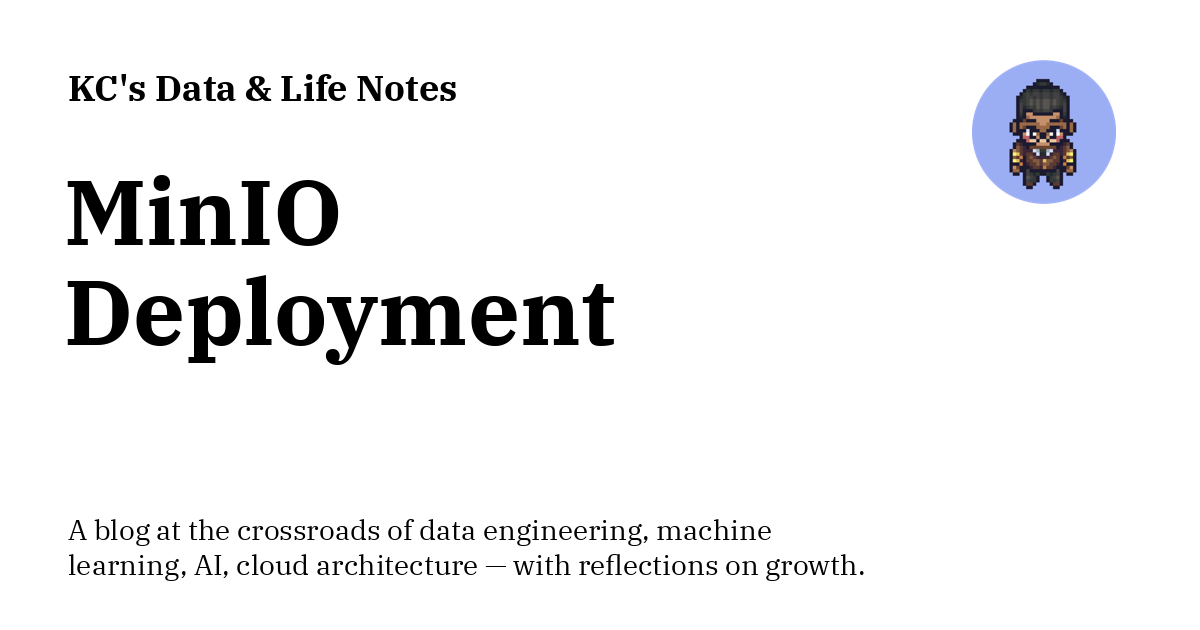 KC's Data & Life Notes
MinIO
Deployment
A blog at the crossroads of data engineering, machine
learning, AI, cloud architecture — with reflections on growth.